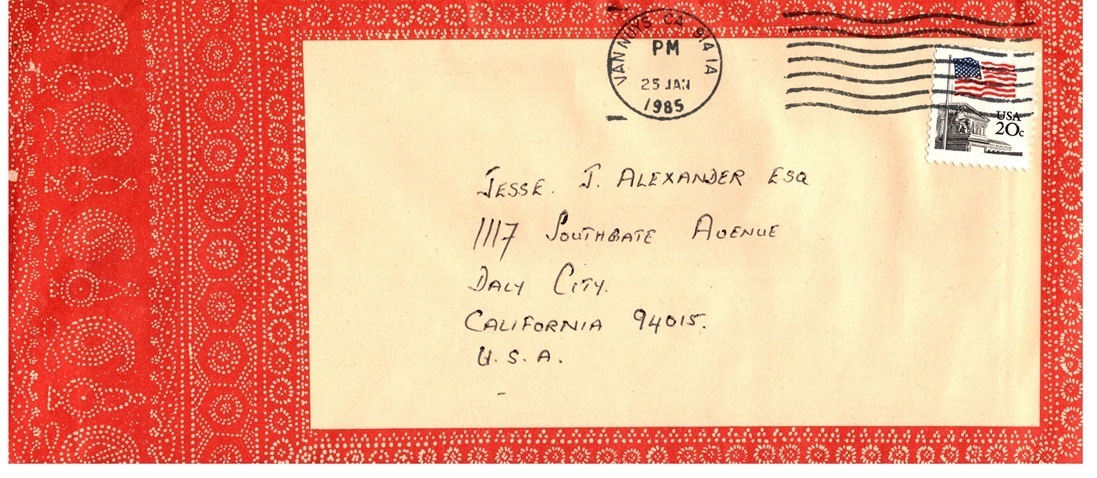 VAN NUYS CA 914 1A
PM
25 JAN
1985
USA
20c
JESSE. J. ALEXANDER ESQ
1117 SOUTHGATE AVENUE
DALY CITY.
CALIFORNIA 94015.
U.S.A.